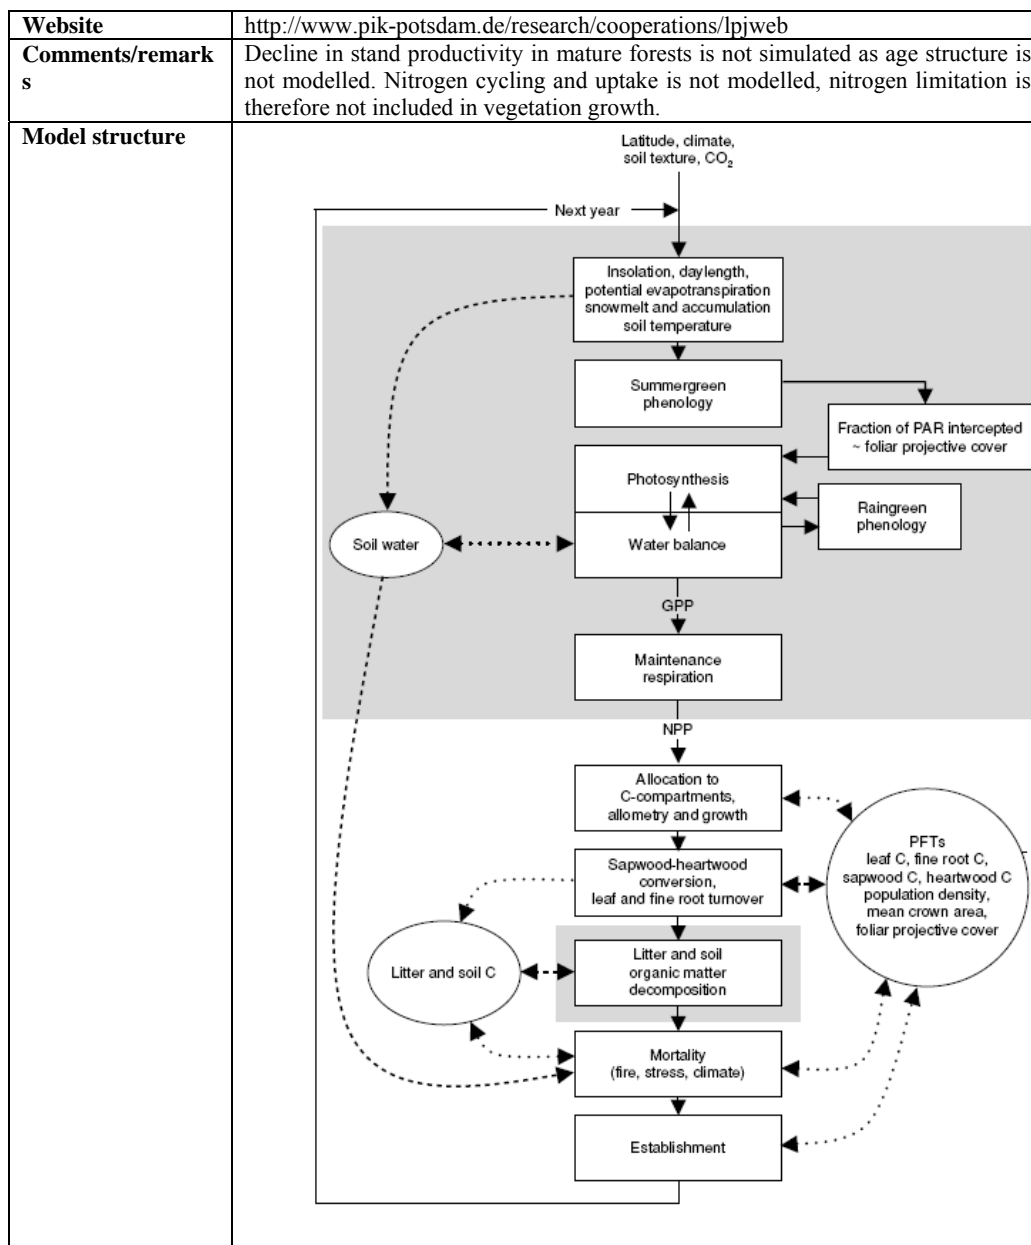 Website
http://www.pik-potsdam.de/research/cooperations/lpjweb
Comments/remark
s
Decline in stand productivity in mature forests is not simulated as age structure is
not modelled. Nitrogen cycling and uptake is not modelled, nitrogen limitation is
therefore not included in vegetation growth.
Model structure
Latitude, climate,
soil texture, CO₂
Next year
Insolation, daylength,
potential evapotranspiration
snowmelt and accumulation
soil temperature
Summergreen
phenology
Fraction of PAR intercepted
~ foliar projective cover
Photosynthesis
Raingreen
phenology
Soil water
Water balance
GPP
Maintenance
respiration
NPP
Allocation to
C-compartments,
allometry and growth
PFTs
leaf C, fine root C,
sapwood C, heartwood C
population density,
mean crown area,
foliar projective cover
Sapwood-heartwood
conversion,
leaf and fine root turnover
Litter and soil C
Litter and soil
organic matter
decomposition
Mortality
(fire, stress, climate)
Establishment